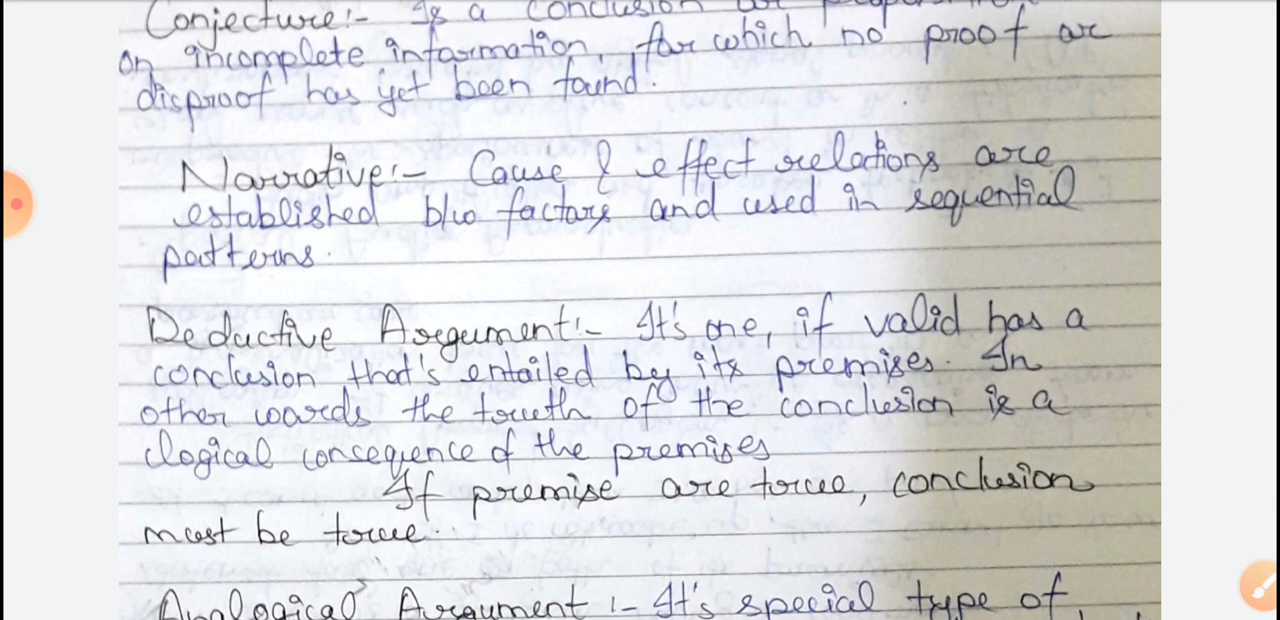 Conjecture:- Is a conclusion
on incomplete information for which no proof or
disproof has yet been found.
Narrative:- Cause & effect relations are
established b/w factors and used in sequential
patterns.
Deductive Argument:- It's one, if valid has a
conclusion that's entailed by its premises. In
other words the truth of the conclusion is a
logical consequence of the premises
If premise are true, conclusion
must be true.
Analogical Argument :- It's special type of